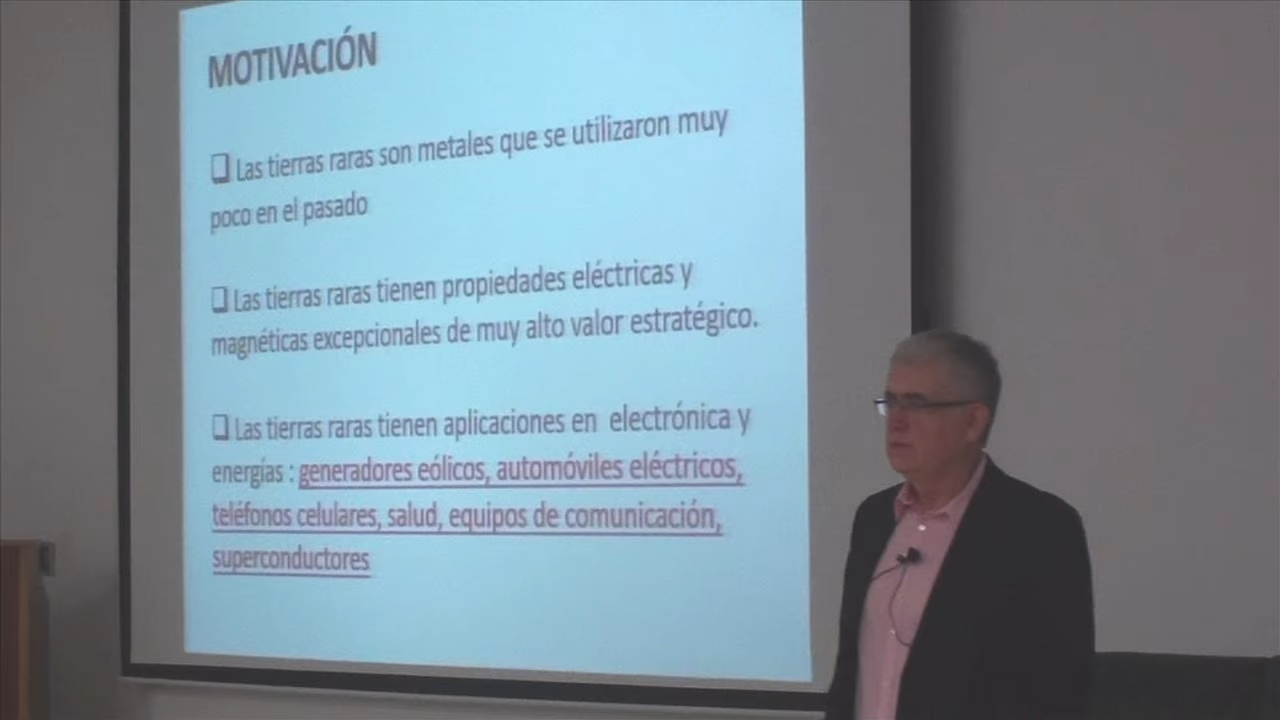 MOTIVACIÓN
❑ Las tierras raras son metales que se utilizaron muy
poco en el pasado
❑ Las tierras raras tienen propiedades eléctricas y
magnéticas excepcionales de muy alto valor estratégico.
❑ Las tierras raras tienen aplicaciones en electrónica y
energías : generadores eólicos, automóviles eléctricos,
teléfonos celulares, salud, equipos de comunicación,
superconductores